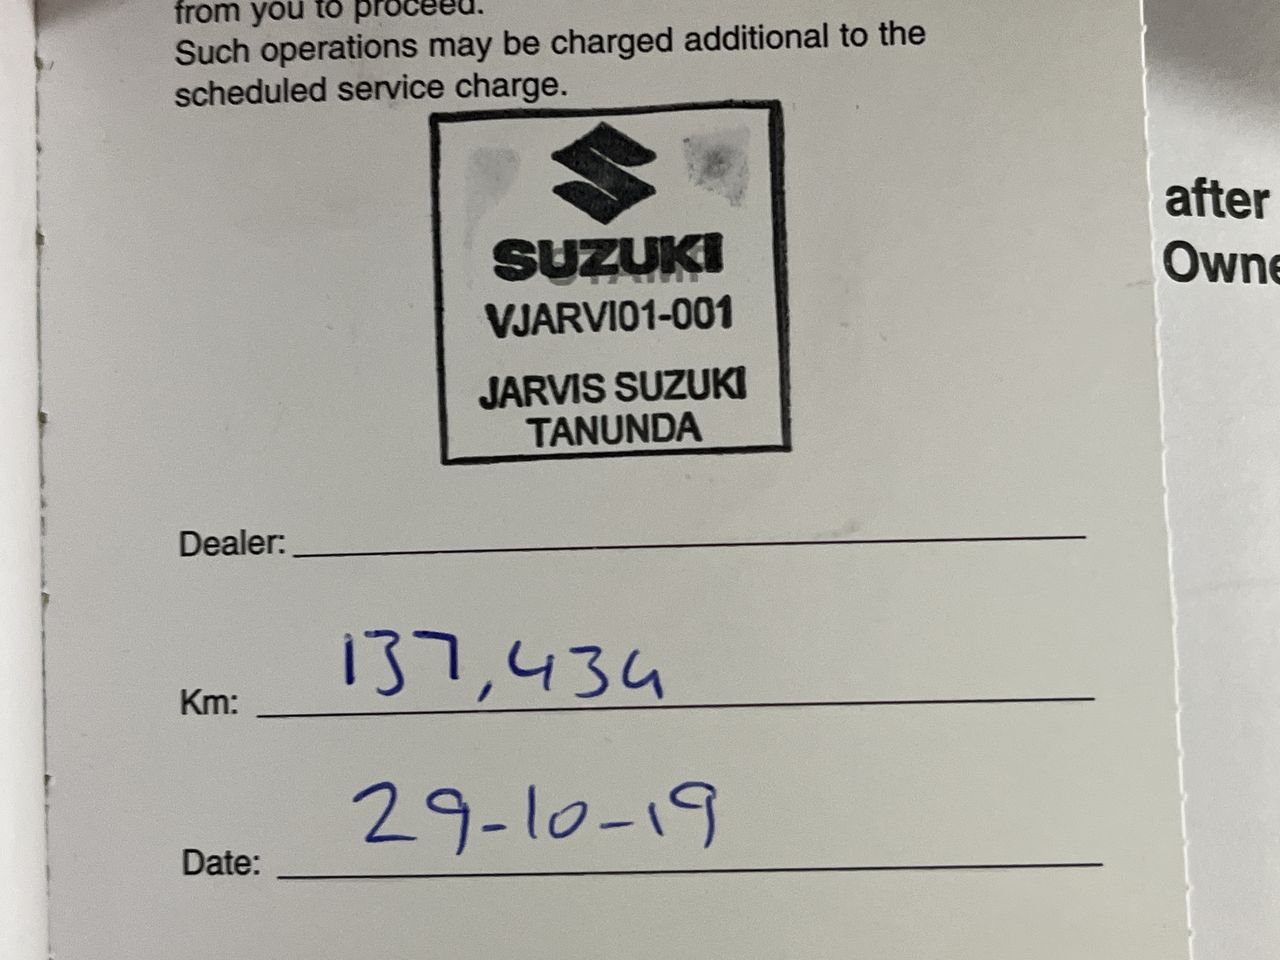 from you to proceed.
Such operations may be charged additional to the
scheduled service charge.
SUZUKI
VJARVI01-001
JARVIS SUZUKI
TANUNDA
Dealer:
Km: 137,434
Date: 29-10-19
after